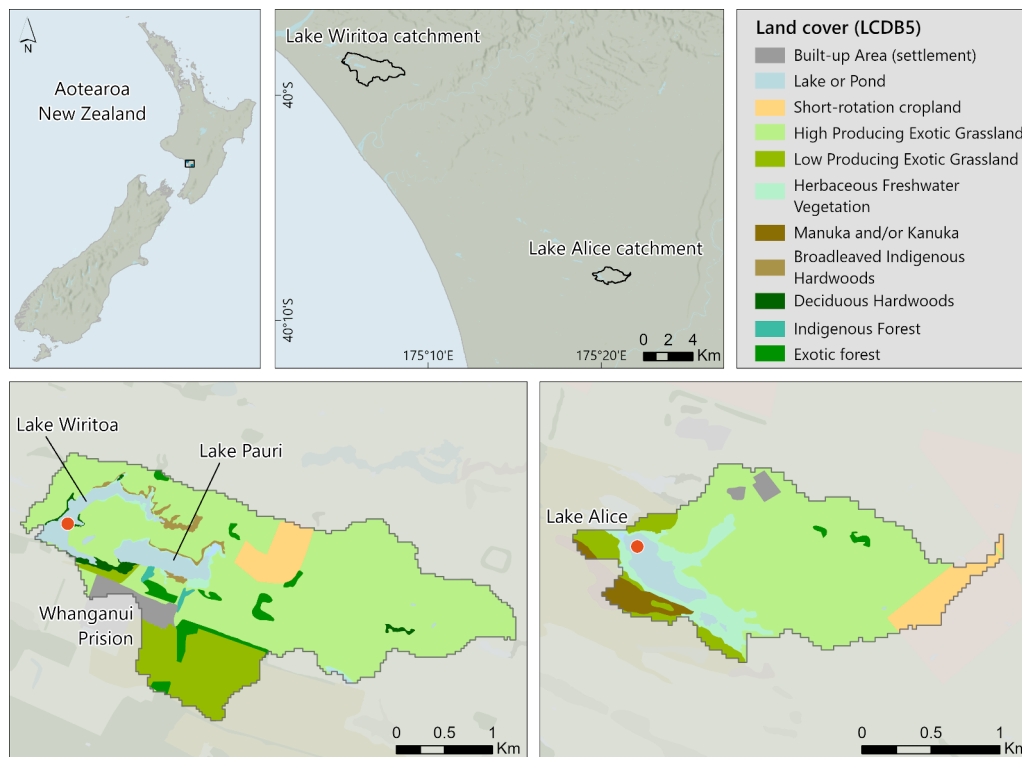 N
Aotearoa
New Zealand
Lake Wiritoa catchment
40°S
Lake Alice catchment
40°10'S
175°10'E
175°20'E
0 2 4
Km
Land cover (LCDB5)
Built-up Area (settlement)
Lake or Pond
Short-rotation cropland
High Producing Exotic Grassland
Low Producing Exotic Grassland
Herbaceous Freshwater
Vegetation
Manuka and/or Kanuka
Broadleaved Indigenous
Hardwoods
Deciduous Hardwoods
Indigenous Forest
Exotic forest
Lake Wiritoa
Lake Pauri
Whanganui
Prision
0 0.5 1
Km
Lake Alice
0 0.5 1
Km